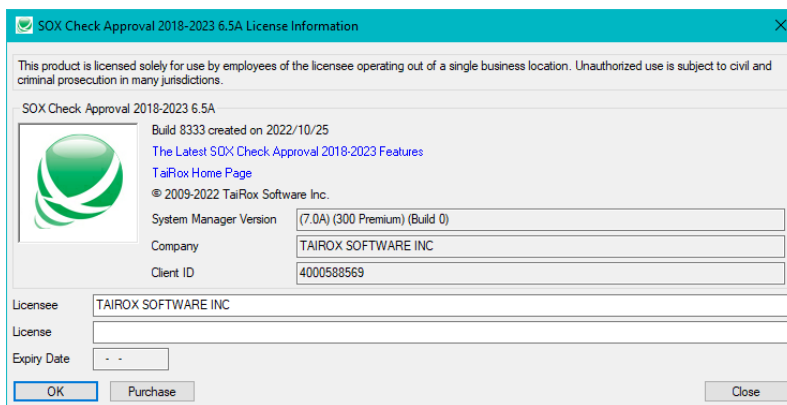 SOX Check Approval 2018-2023 6.5A License Information
This product is licensed solely for use by employees of the licensee operating out of a single business location. Unauthorized use is subject to civil and
criminal prosecution in many jurisdictions.
SOX Check Approval 2018-2023 6.5A
Build 8333 created on 2022/10/25
The Latest SOX Check Approval 2018-2023 Features
TaiRox Home Page
© 2009-2022 TaiRox Software Inc.
System Manager Version (7.0A) (300 Premium) (Build 0)
Company TAIROX SOFTWARE INC
Client ID 4000588569
Licensee TAIROX SOFTWARE INC
License
Expiry Date - -
OK Purchase Close